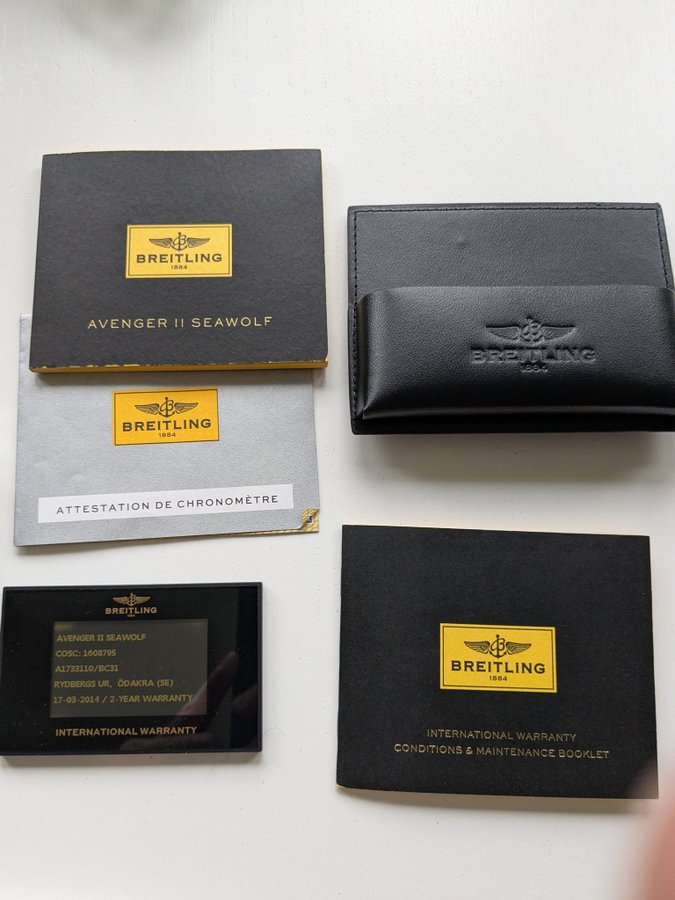 BREITLING
1884
AVENGER II SEAWOLF
BREITLING
1884
BREITLING
1884
ATTESTATION DE CHRONOMÈTRE
BREITLING
1884
AVENGER II SEAWOLF
COSC: 1608795
A1733110/BC31
RYDBERGS UR, ÖDAKRA (SE)
17-03-2014 / 2-YEAR WARRANTY
INTERNATIONAL WARRANTY
BREITLING
1884
INTERNATIONAL WARRANTY
CONDITIONS & MAINTENANCE BOOKLET